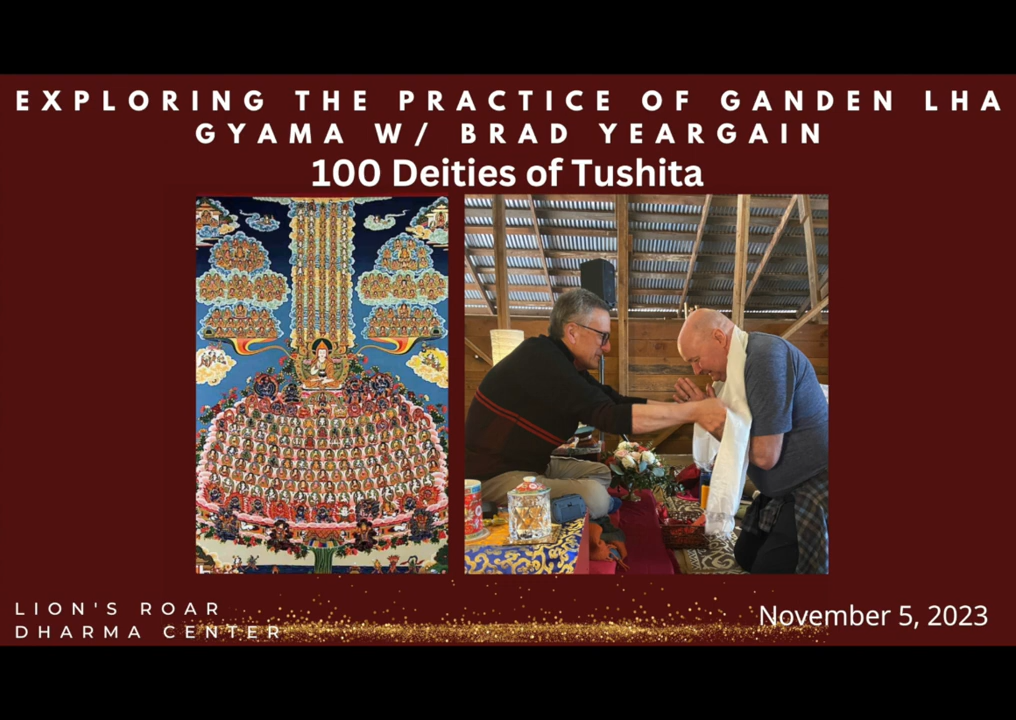 EXPLORING THE PRACTICE OF GANDEN LHA
GYAMA W/ BRAD YEARGAIN
100 Deities of Tushita
LION'S ROAR
DHARMA CENTER
November 5, 2023